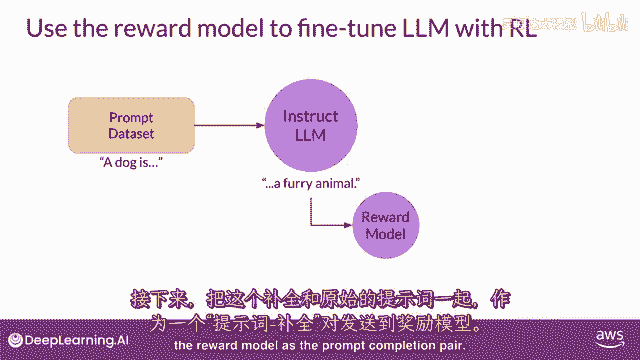 Use the reward model to fine-tune LLM with RL
bilibili
Prompt
Dataset
Instruct
LLM
"A dog is…"
"...a furry animal."
Reward
Model
接下来，把这个补全和原始的提示词一起，作
为一个“提示词-补全”对发送到奖励模型。
the reward model as the prompt completion pair.
DeepLearning.AI
aws